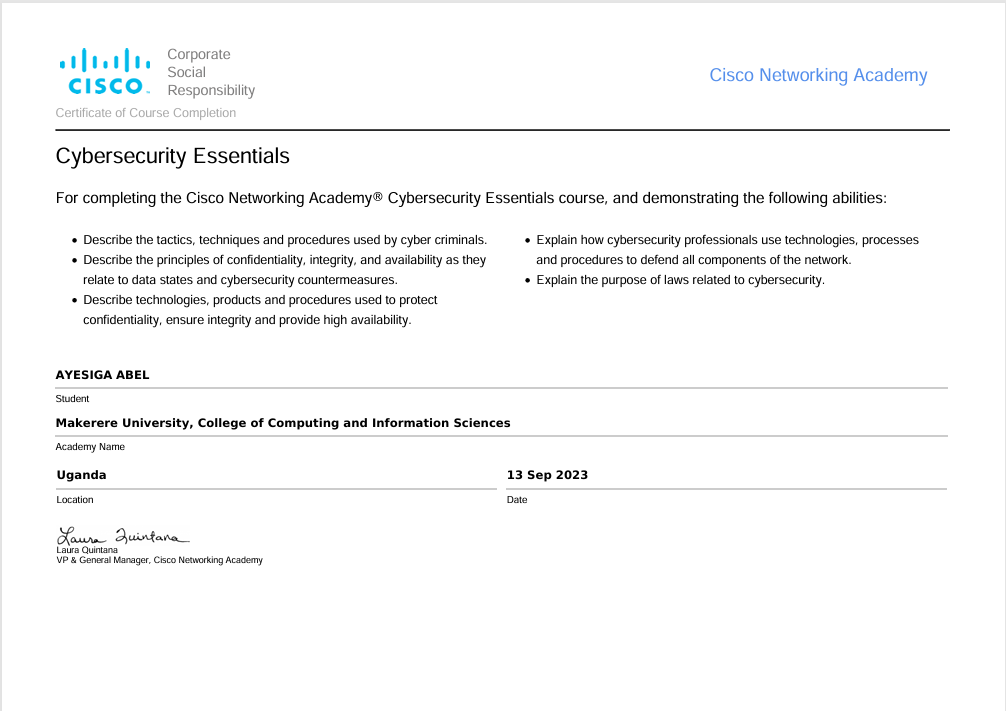 CISCO
Corporate
Social
Responsibility
Cisco Networking Academy
Certificate of Course Completion
Cybersecurity Essentials
For completing the Cisco Networking Academy® Cybersecurity Essentials course, and demonstrating the following abilities:
• Describe the tactics, techniques and procedures used by cyber criminals.
• Describe the principles of confidentiality, integrity, and availability as they
relate to data states and cybersecurity countermeasures.
• Describe technologies, products and procedures used to protect
confidentiality, ensure integrity and provide high availability.
• Explain how cybersecurity professionals use technologies, processes
and procedures to defend all components of the network.
• Explain the purpose of laws related to cybersecurity.
AYESIGA ABEL
Student
Makerere University, College of Computing and Information Sciences
Academy Name
Uganda
Location
13 Sep 2023
Date
Laura Quintana
Laura Quintana
VP & General Manager, Cisco Networking Academy